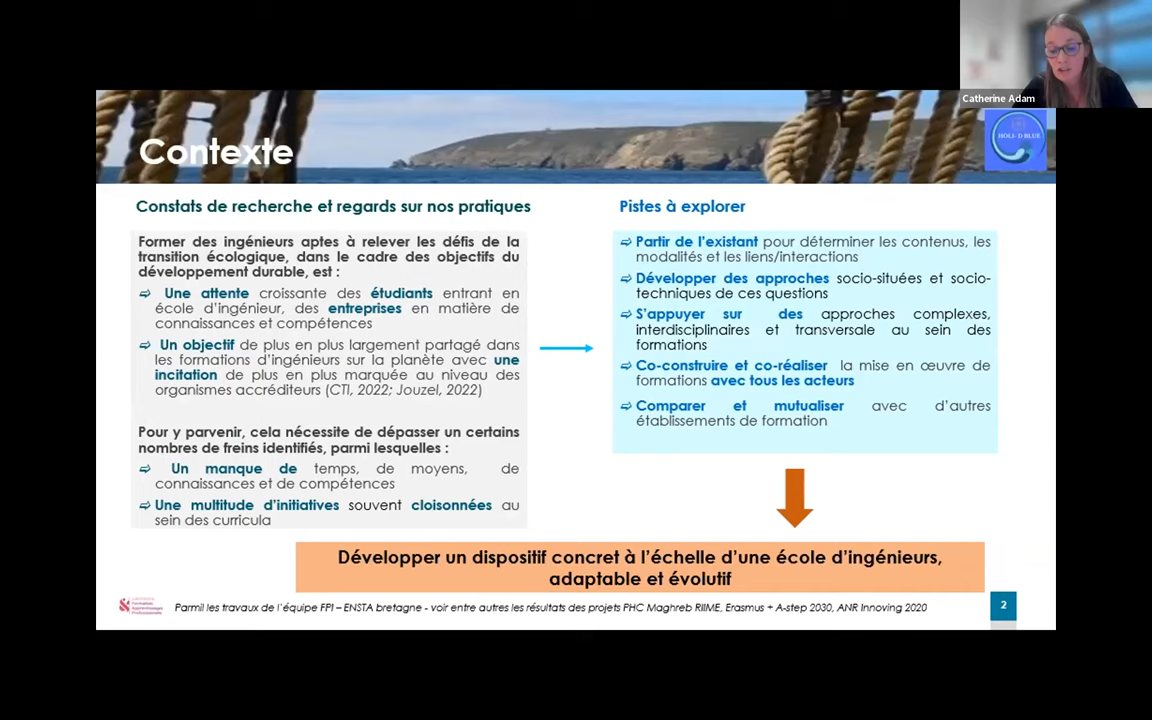 Catherine Adam
HOLI- D BLUE
Contexte
Constats de recherche et regards sur nos pratiques
Former des ingénieurs aptes à relever les défis de la
transition écologique, dans le cadre des objectifs du
développement durable, est :
⇨ Une attente croissante des étudiants entrant en
école d'ingénieur, des entreprises en matière de
connaissances et compétences
⇨ Un objectif de plus en plus largement partagé dans
les formations d'ingénieurs sur la planète avec une
incitation de plus en plus marquée au niveau des
organismes accréditeurs (CTI, 2022; Jouzel, 2022)
Pour y parvenir, cela nécessite de dépasser un certains
nombres de freins identifiés, parmi lesquelles :
⇨ Un manque de temps, de moyens, de
connaissances et de compétences
⇨ Une multitude d'initiatives souvent cloisonnées au
sein des curricula
Pistes à explorer
⇨ Partir de l'existant pour déterminer les contenus, les
modalités et les liens/interactions
⇨ Développer des approches socio-situées et socio-
techniques de ces questions
⇨ S'appuyer sur des approches complexes,
interdisciplinaires et transversale au sein des
formations
⇨ Co-construire et co-réaliser la mise en œuvre de
formations avec tous les acteurs
⇨ Comparer et mutualiser avec d'autres
établissements de formation
Développer un dispositif concret à l'échelle d'une école d'ingénieurs,
adaptable et évolutif
Formation
Apprentissages
Professionnels
Parmil les travaux de l'équipe FPI – ENSTA bretagne - voir entre autres les résultats des projets PHC Maghreb RIIME, Erasmus + A-step 2030, ANR Innoving 2020
2